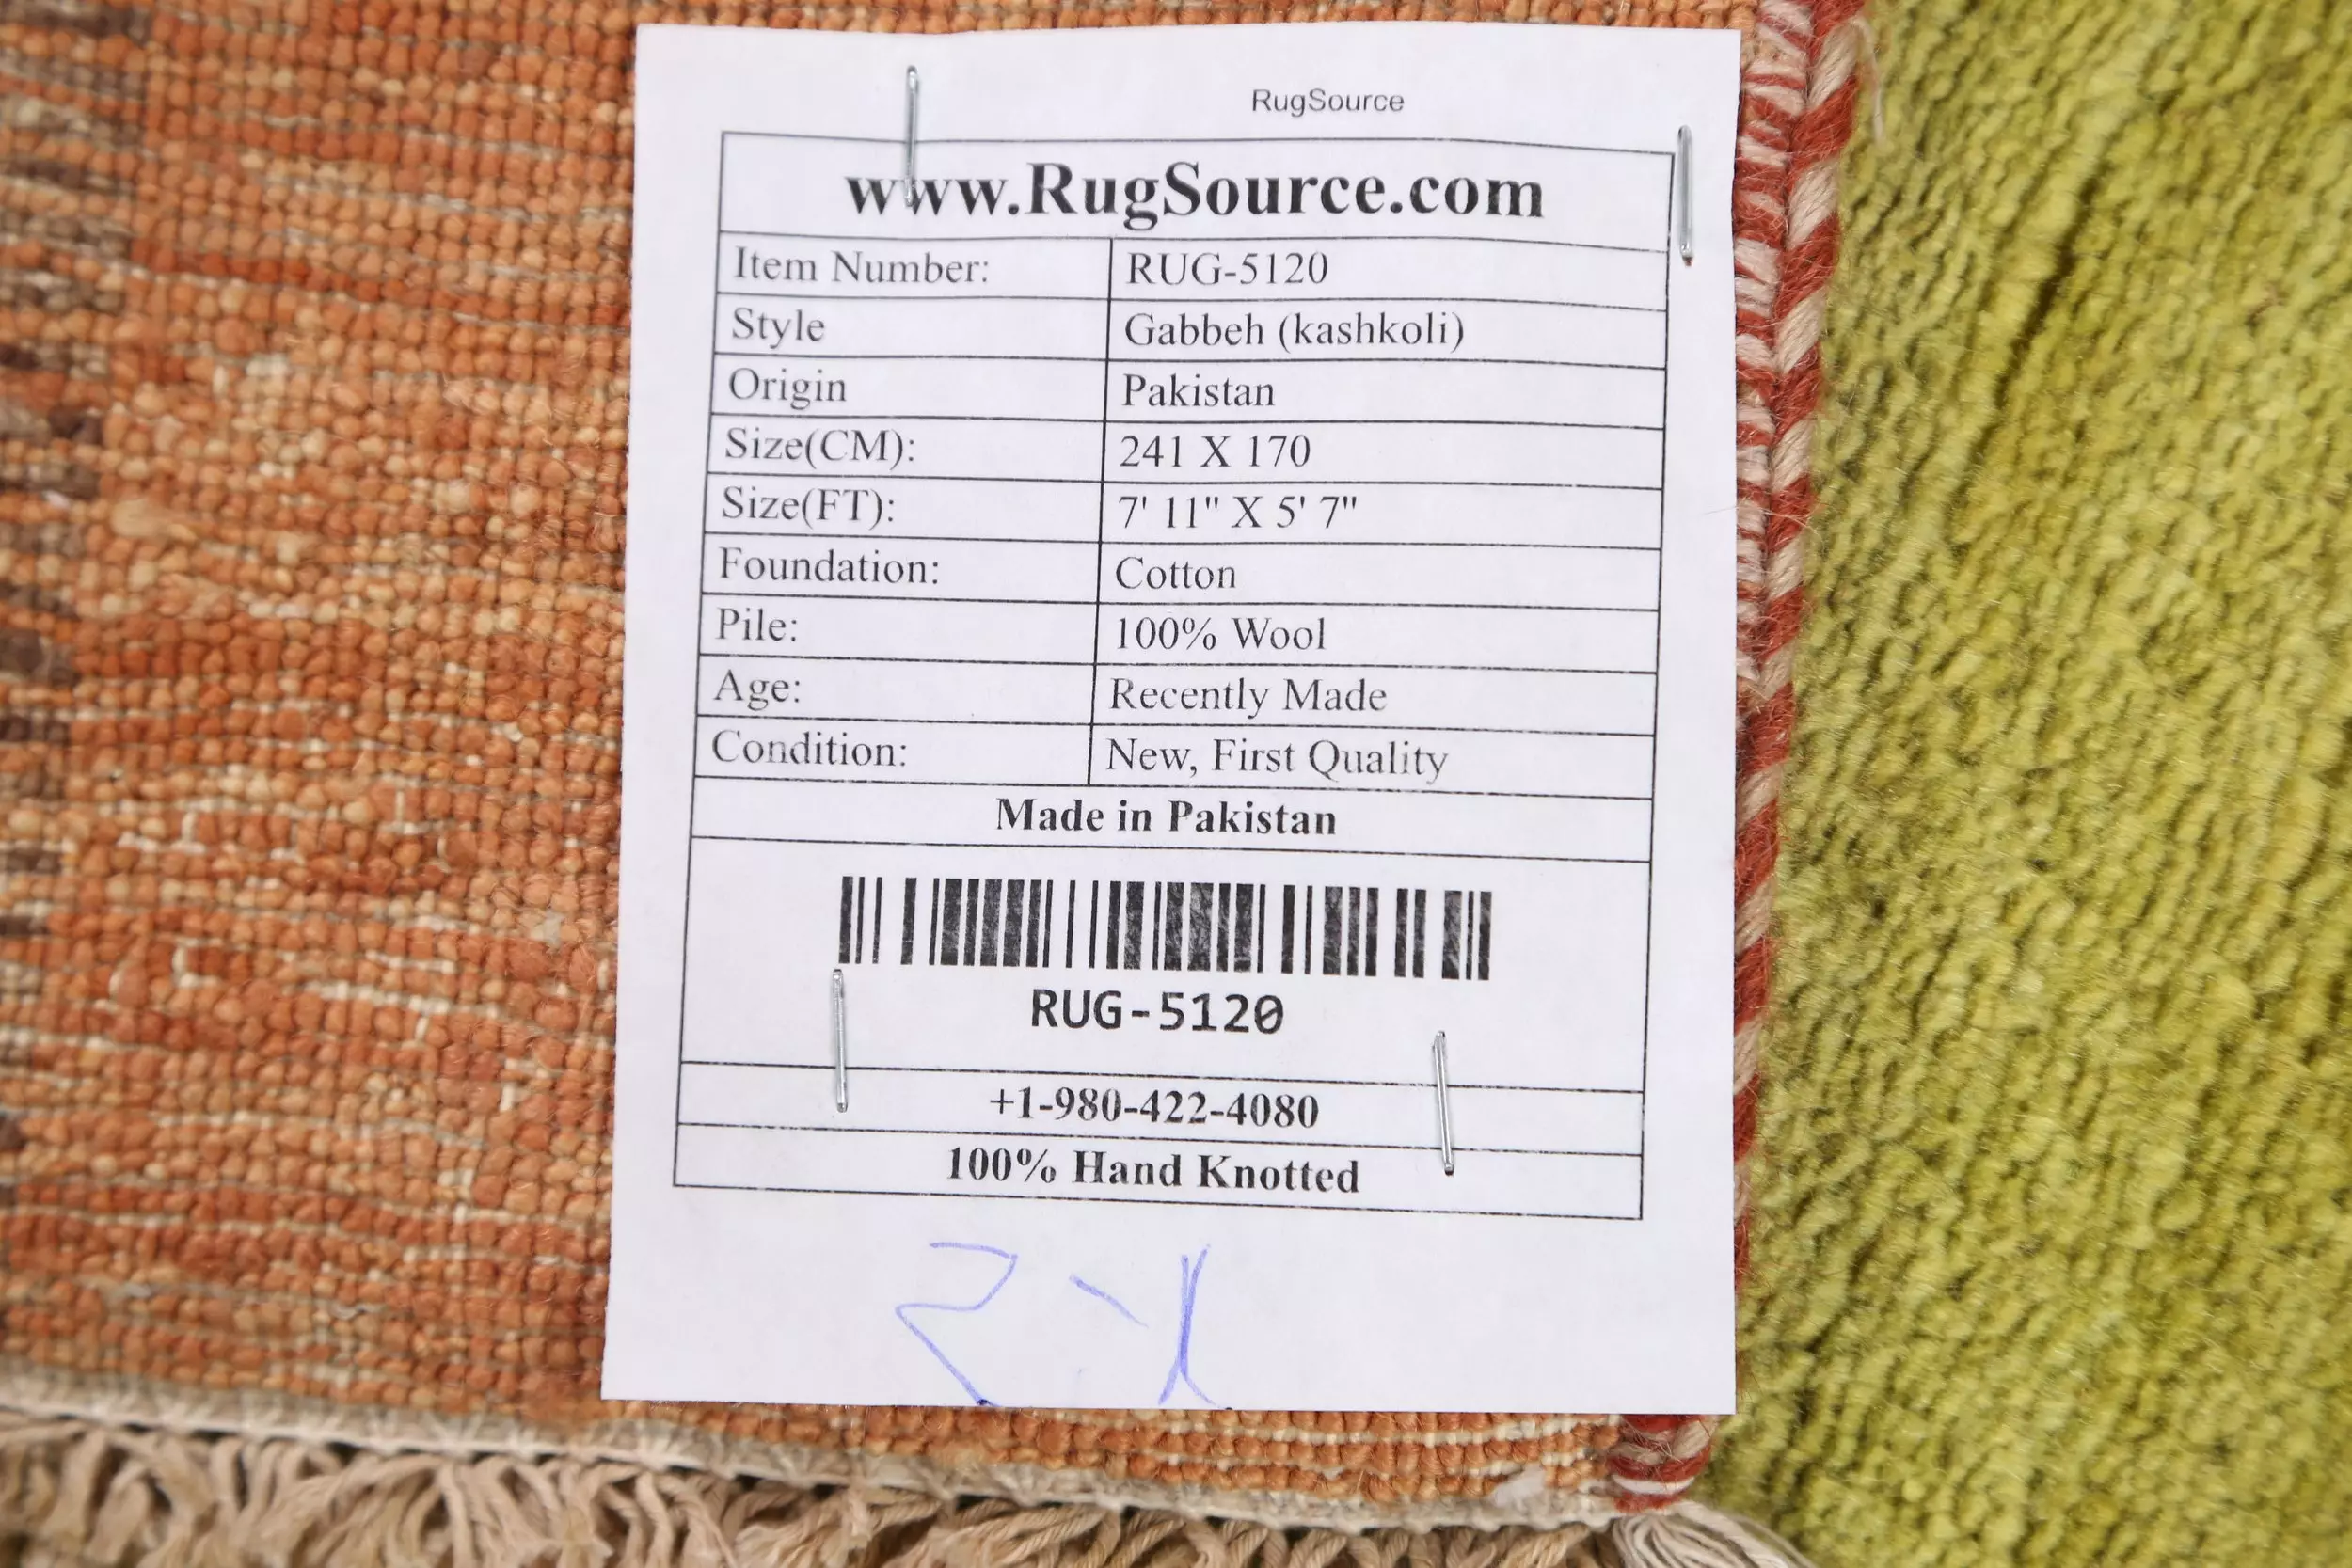 RugSource
www.RugSource.com
Item Number: RUG-5120
Style Gabbeh (kashkoli)
Origin Pakistan
Size(CM): 241 X 170
Size(FT): 7' 11" X 5' 7"
Foundation: Cotton
Pile: 100% Wool
Age: Recently Made
Condition: New, First Quality
Made in Pakistan
RUG-5120
+1-980-422-4080
100% Hand Knotted